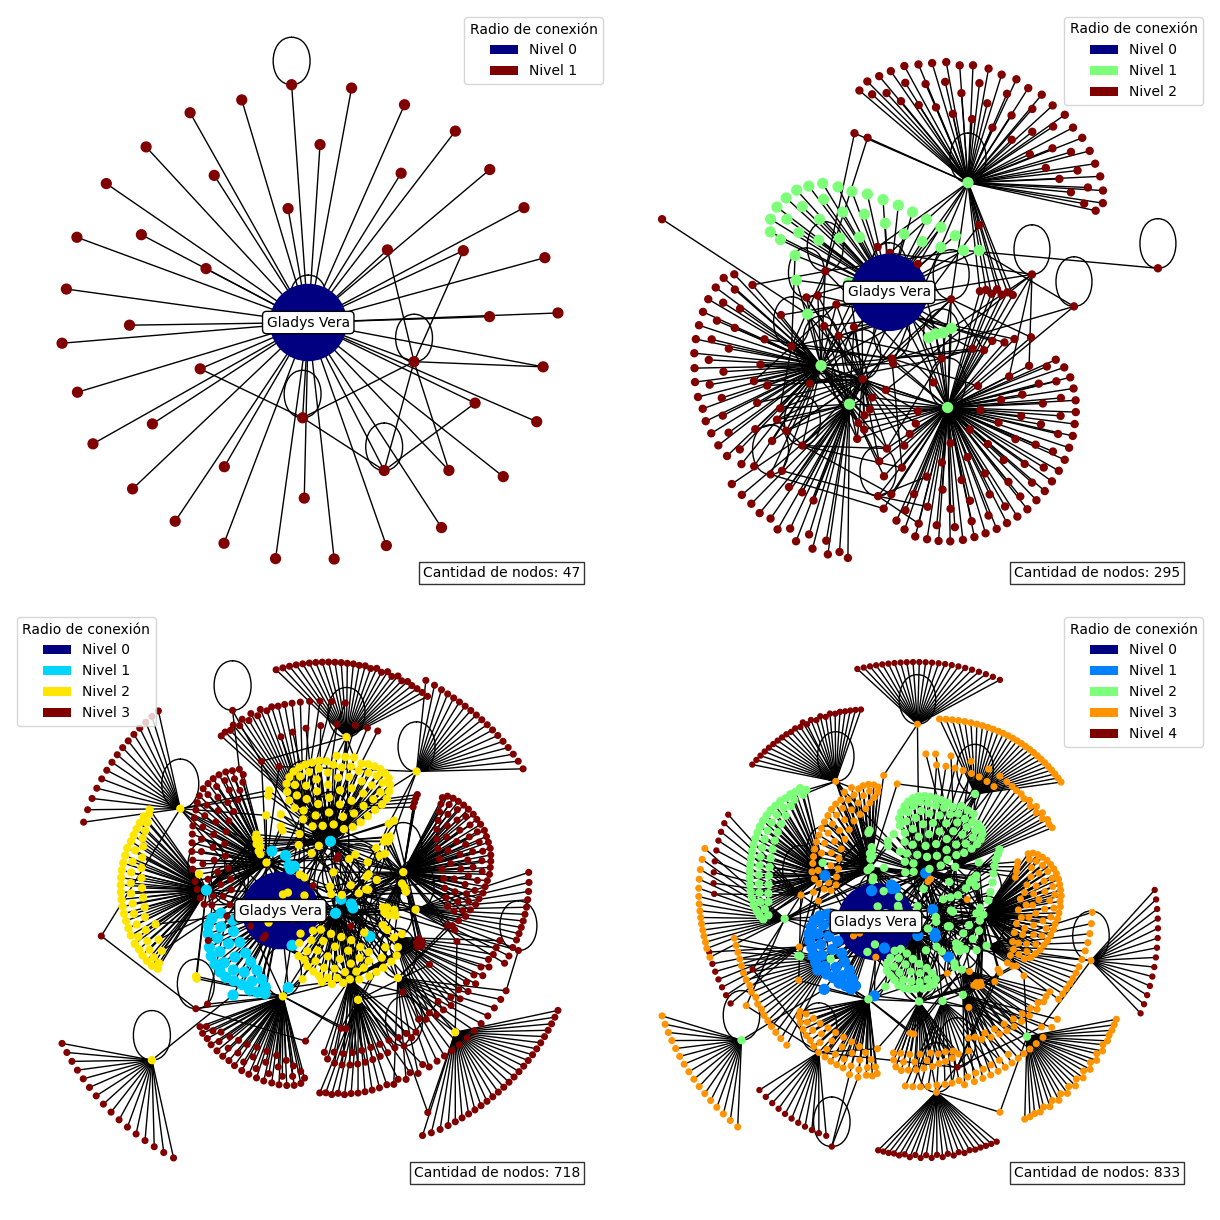 Radio de conexión
Nivel 0
Nivel 1
Gladys Vera
Cantidad de nodos: 47
Radio de conexión
Nivel 0
Nivel 1
Nivel 2
Gladys Vera
Cantidad de nodos: 295
Radio de conexión
Nivel 0
Nivel 1
Nivel 2
Nivel 3
Gladys Vera
Cantidad de nodos: 718
Radio de conexión
Nivel 0
Nivel 1
Nivel 2
Nivel 3
Nivel 4
Gladys Vera
Cantidad de nodos: 833